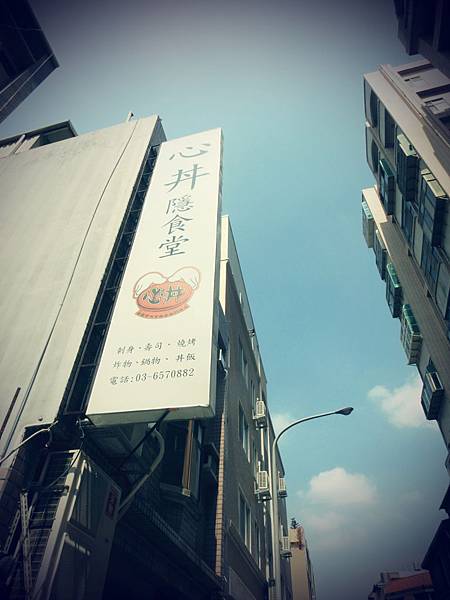 心丼隱食堂
心丼
刺身、壽司、燒烤
炸物、鍋物、丼飯
電話:03-6570882